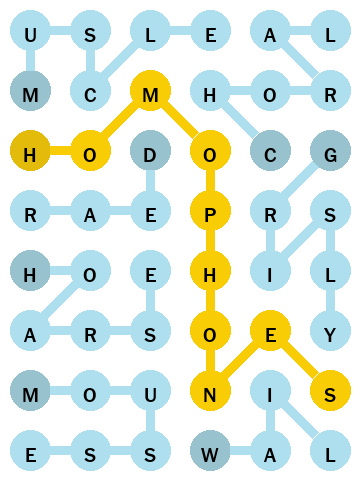 U S L E A L
M C M H O R
H O D O C G
R A E P R S
H O E H I L
A R S O E Y
M O U N I S
E S S W A L